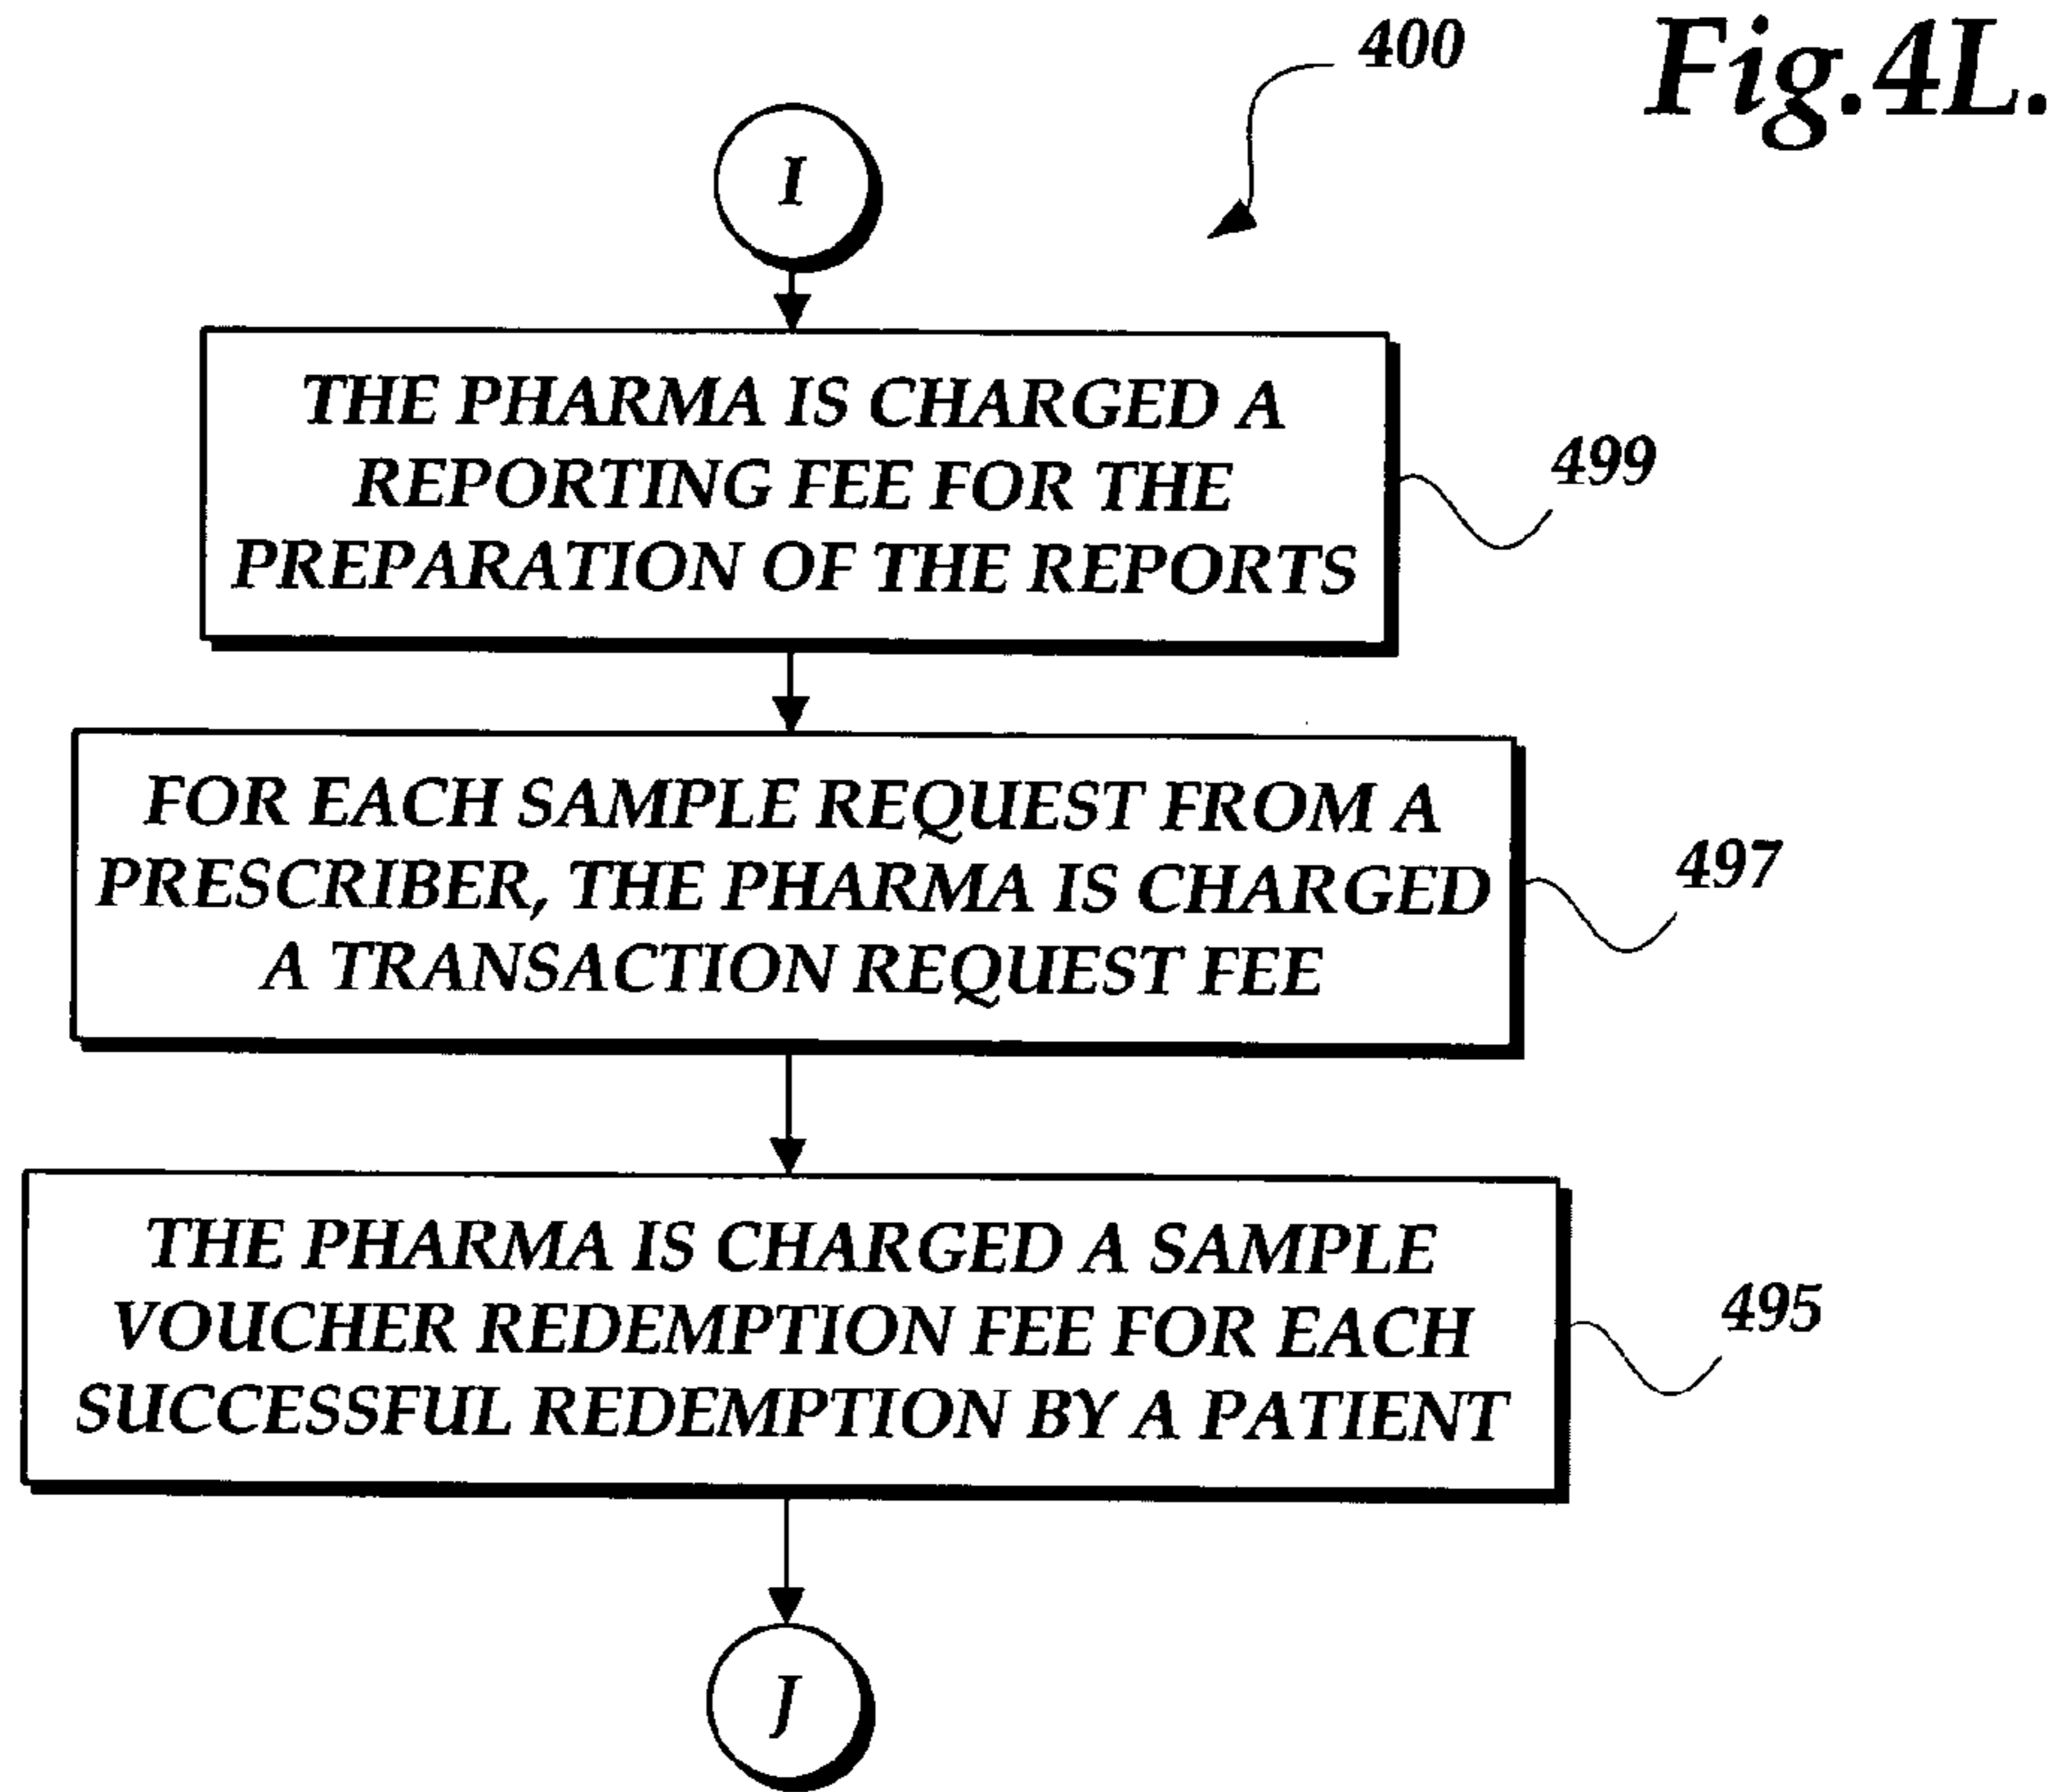 400
Fig.4L.
I
THE PHARMA IS CHARGED A
REPORTING FEE FOR THE
PREPARATION OF THE REPORTS
499
FOR EACH SAMPLE REQUEST FROM A
PRESCRIBER, THE PHARMA IS CHARGED
A TRANSACTION REQUEST FEE
497
THE PHARMA IS CHARGED A SAMPLE
VOUCHER REDEMPTION FEE FOR EACH
SUCCESSFUL REDEMPTION BY A PATIENT
495
J